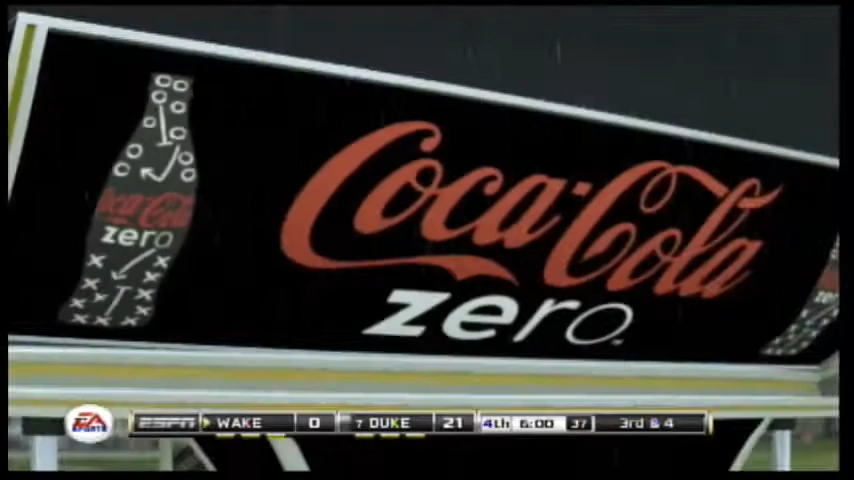 Coca-Cola
zero
Coca-Cola
zero
EA
SPORTS
ESPN WAKE 0 7 DUKE 21 4th 6:00 37 3rd & 4